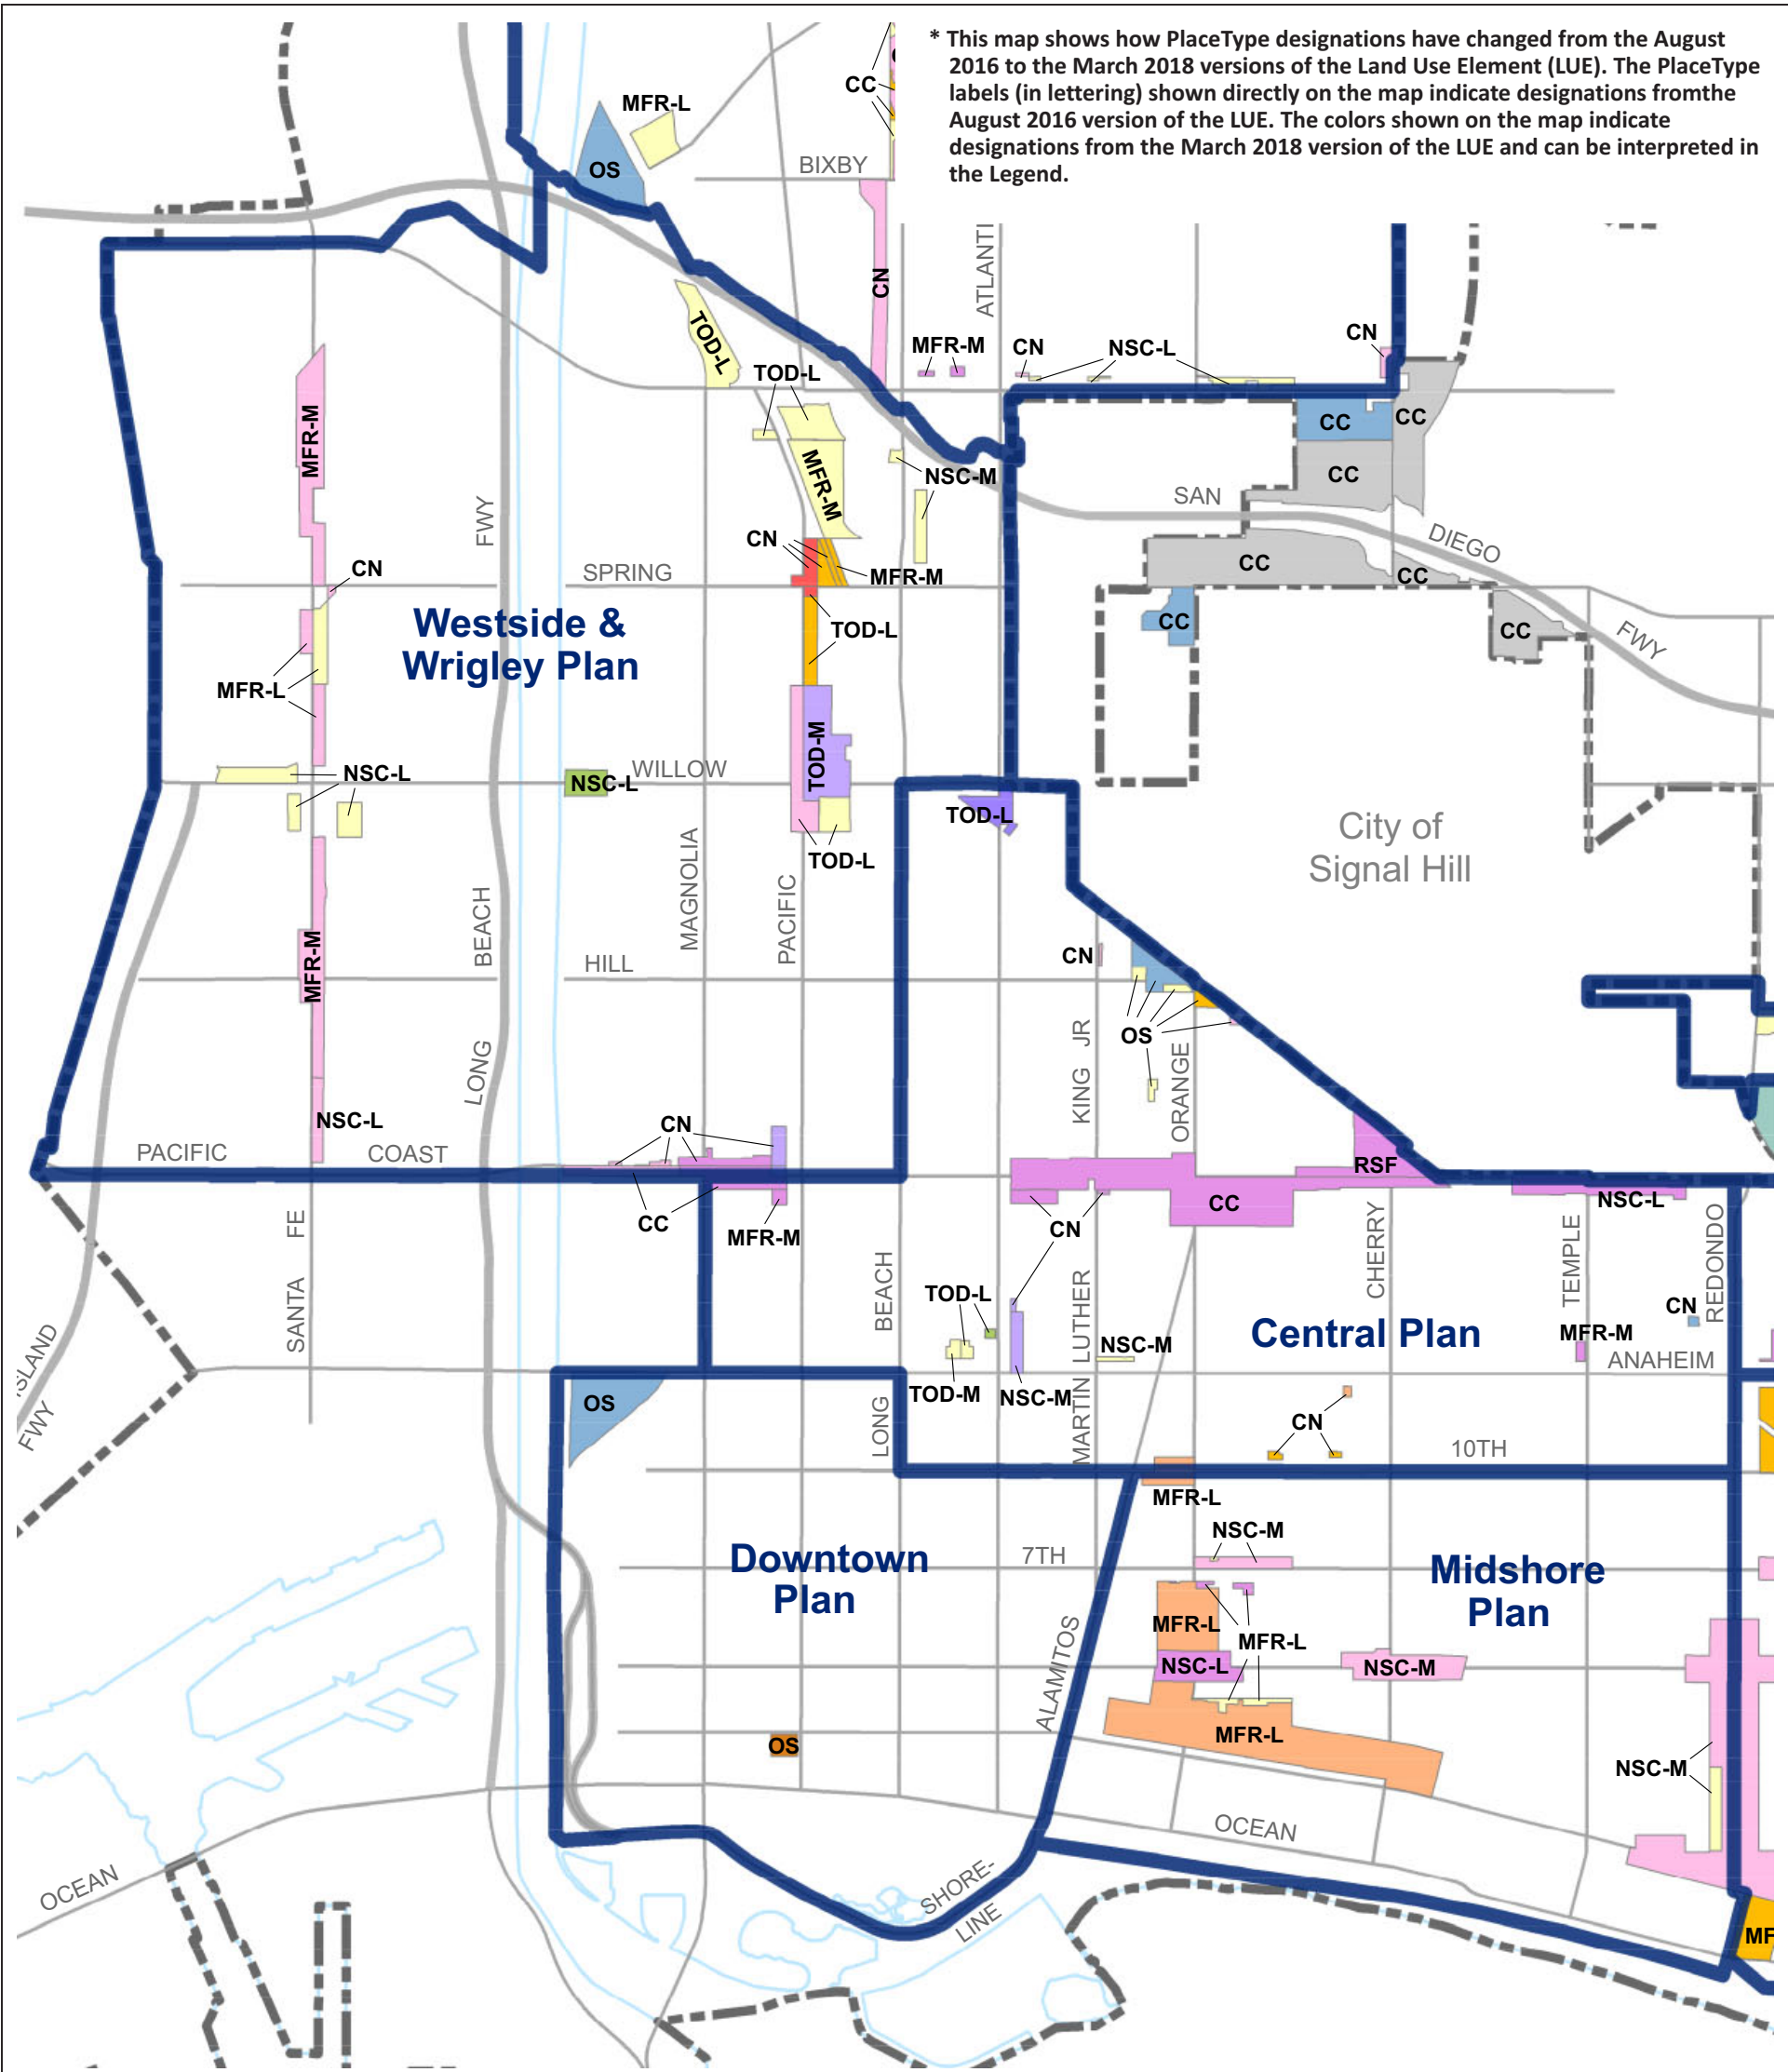 * This map shows how PlaceType designations have changed from the August
2016 to the March 2018 versions of the Land Use Element (LUE). The PlaceType
labels (in lettering) shown directly on the map indicate designations fromthe
August 2016 version of the LUE. The colors shown on the map indicate
designations from the March 2018 version of the LUE and can be interpreted in
the Legend.
CC
MFR-L
OS
BIXBY
CN
ATLANTI
TOD-L
TOD-L
MFR-M
CN
NSC-L
CN
CC
CC
CC
MFR-M
MFR-M
NSC-M
SAN
DIEGO
FWY
FWY
CN
CN
SPRING
MFR-M
CC
CC
CC
CC
Westside &
Wrigley Plan
TOD-L
MFR-L
TOD-M
NSC-L
NSC-L
WILLOW
TOD-L
TOD-L
City of
Signal Hill
MAGNOLIA
PACIFIC
BEACH
LONG
MFR-M
HILL
CN
OS
KING JR
ORANGE
NSC-L
PACIFIC
COAST
CN
CC
MFR-M
RSF
CC
CN
NSC-L
SANTA FE
BEACH
LONG
MARTIN LUTHER
CHERRY
TEMPLE
REDONDO
TOD-L
TOD-M
NSC-M
NSC-M
Central Plan
CN
MFR-M
ANAHEIM
ISLAND
FWY
OS
CN
10TH
MFR-L
NSC-M
7TH
Downtown
Plan
Midshore
Plan
ALAMITOS
MFR-L
MFR-L
NSC-L
NSC-M
MFR-L
OS
NSC-M
OCEAN
OCEAN
SHORE-
LINE
MF